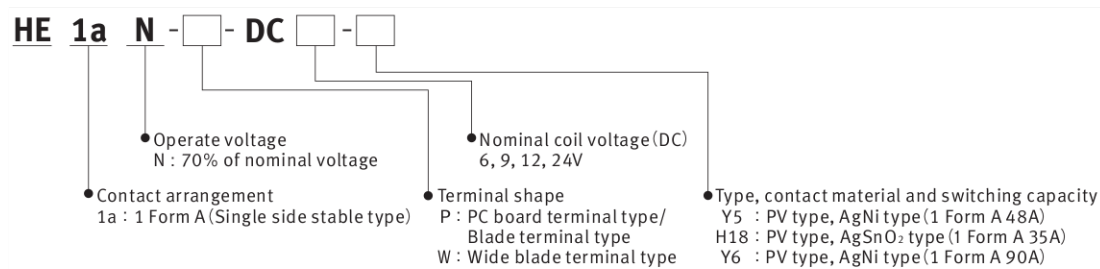 HE 1a N - □ - DC □ - □
Operate voltage
N : 70% of nominal voltage
Nominal coil voltage (DC)
6, 9, 12, 24V
Contact arrangement
1a : 1 Form A (Single side stable type)
Terminal shape
P : PC board terminal type/
Blade terminal type
W : Wide blade terminal type
Type, contact material and switching capacity
Y5 : PV type, AgNi type (1 Form A 48A)
H18 : PV type, AgSnO₂ type (1 Form A 35A)
Y6 : PV type, AgNi type (1 Form A 90A)